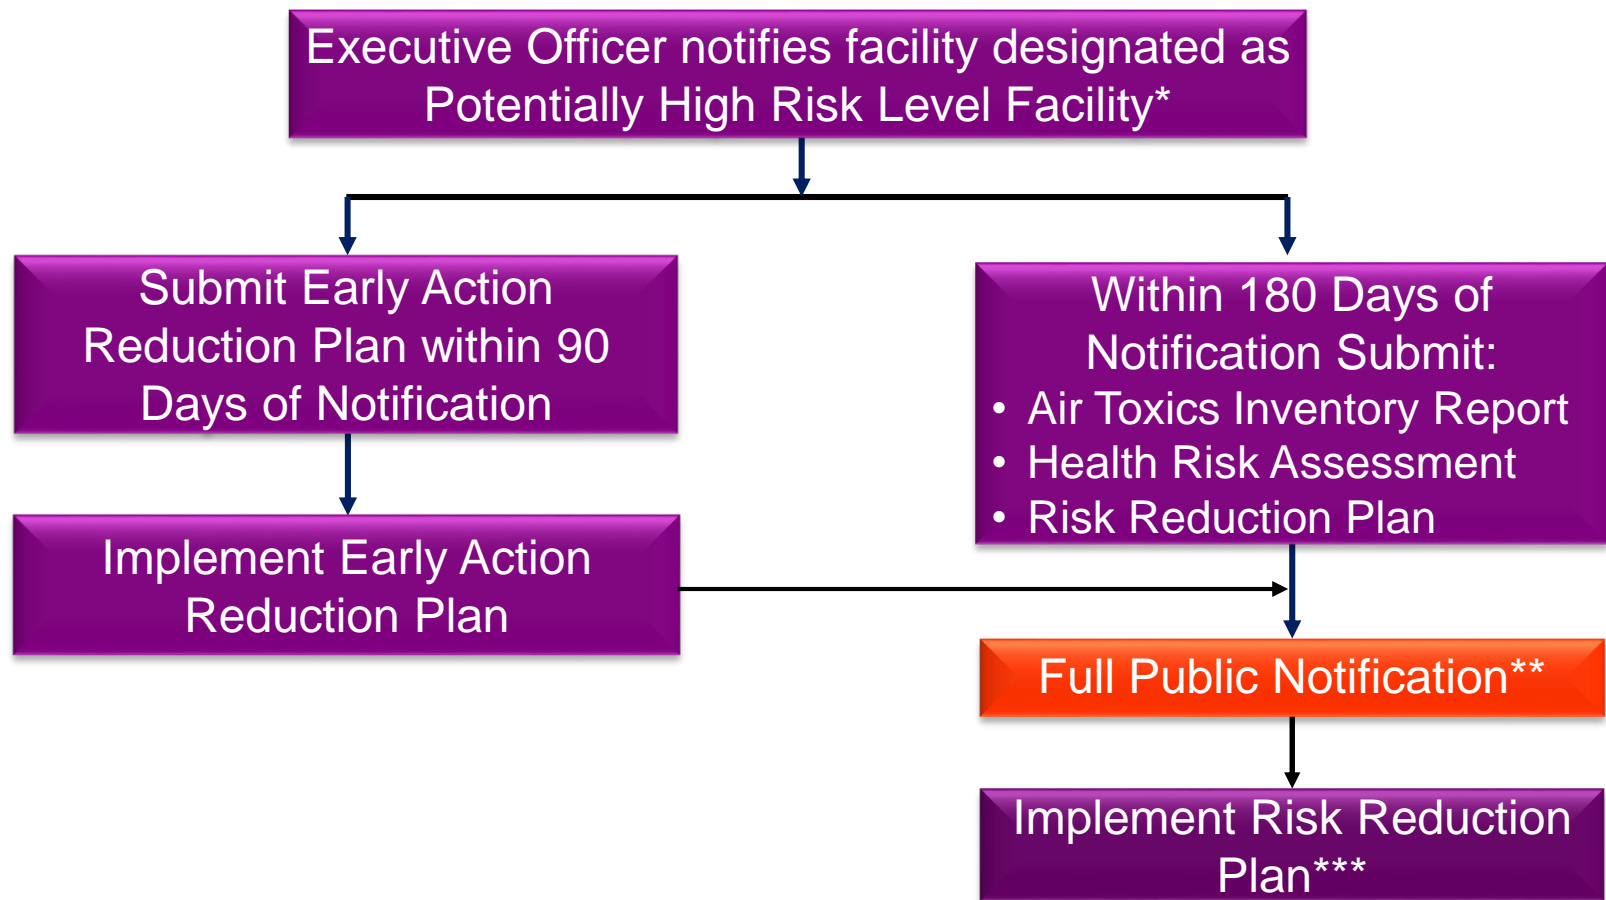 Executive Officer notifies facility designated as
Potentially High Risk Level Facility*
Submit Early Action
Reduction Plan within 90
Days of Notification
Implement Early Action
Reduction Plan
Within 180 Days of
Notification Submit:
• Air Toxics Inventory Report
• Health Risk Assessment
• Risk Reduction Plan
Full Public Notification**
Implement Risk Reduction
Plan***